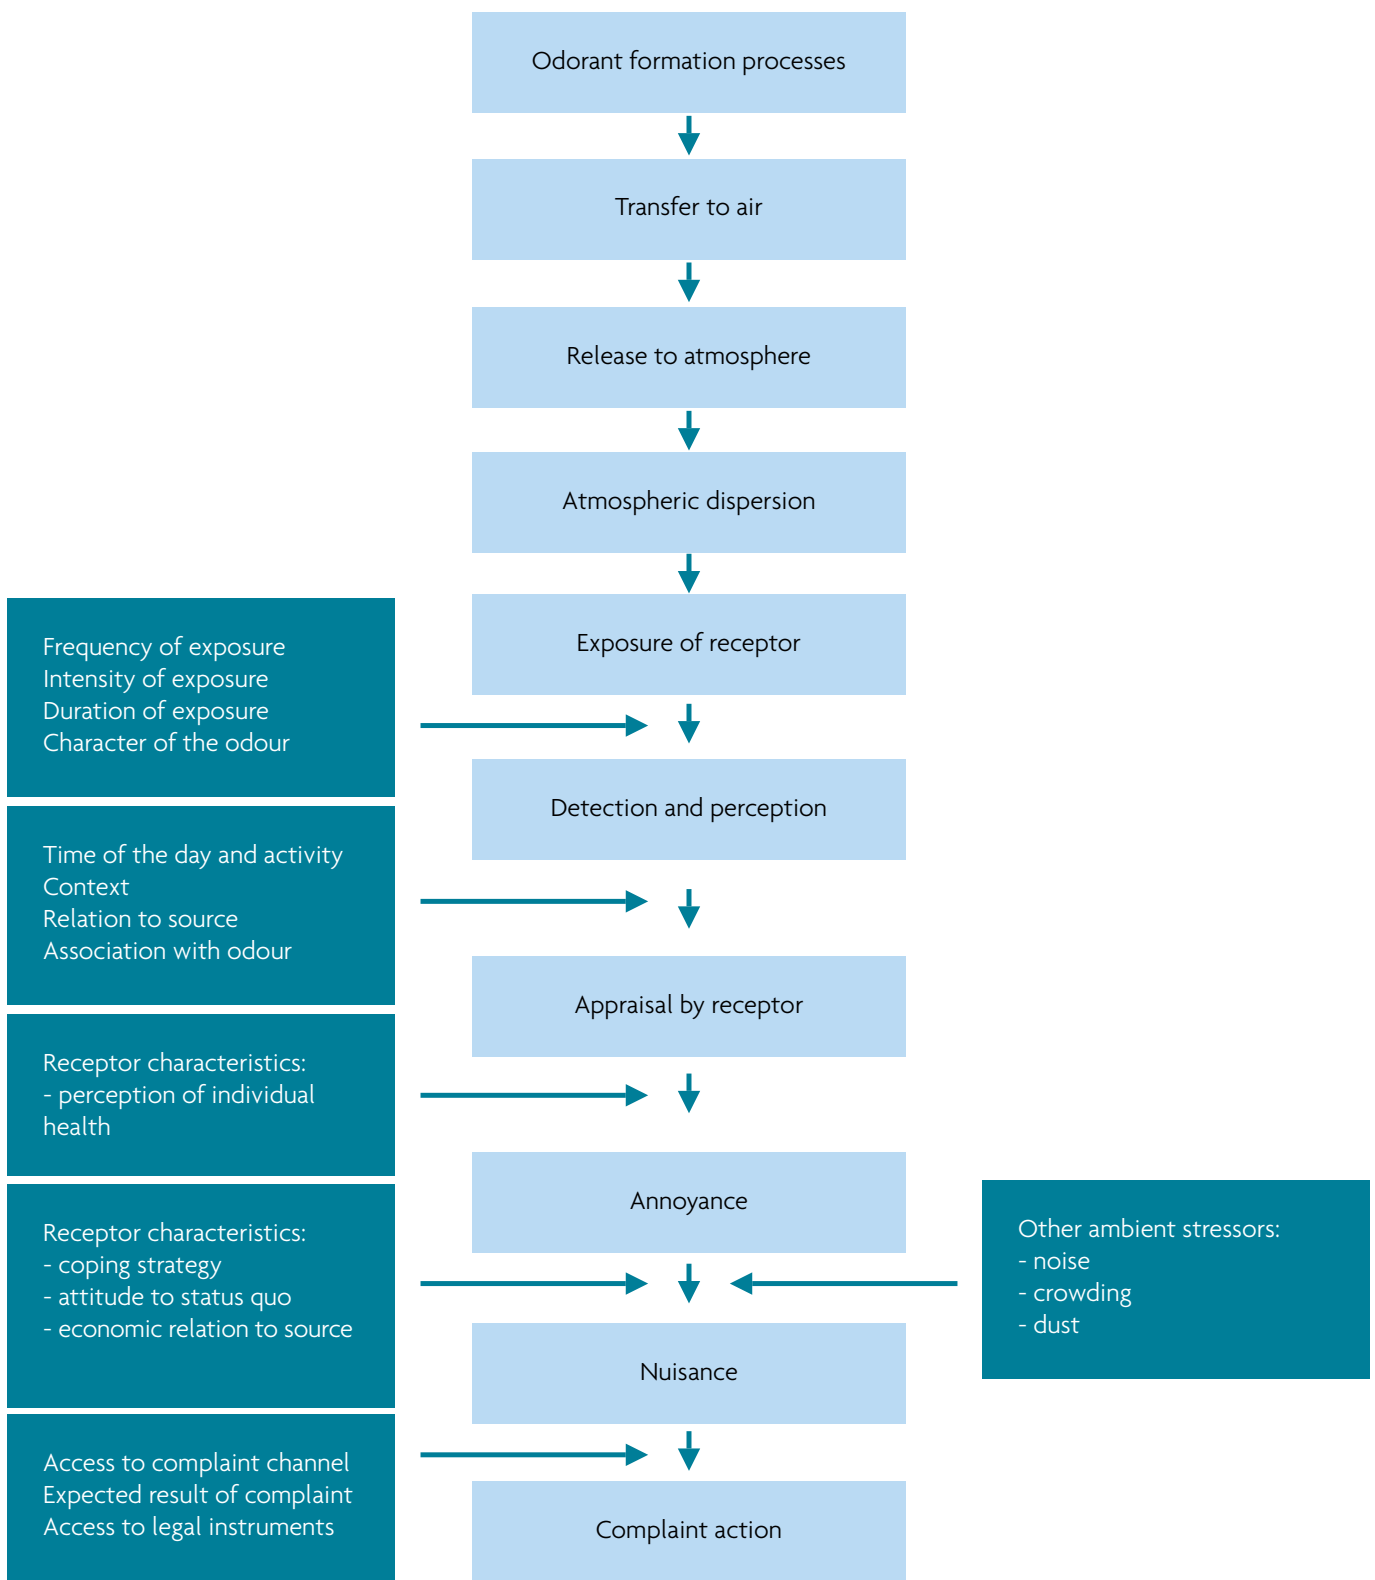 Odorant formation processes
Transfer to air
Release to atmosphere
Atmospheric dispersion
Exposure of receptor
Frequency of exposure
Intensity of exposure
Duration of exposure
Character of the odour
Detection and perception
Time of the day and activity
Context
Relation to source
Association with odour
Appraisal by receptor
Receptor characteristics:
- perception of individual
health
Annoyance
Receptor characteristics:
- coping strategy
- attitude to status quo
- economic relation to source
Other ambient stressors:
- noise
- crowding
- dust
Nuisance
Access to complaint channel
Expected result of complaint
Access to legal instruments
Complaint action